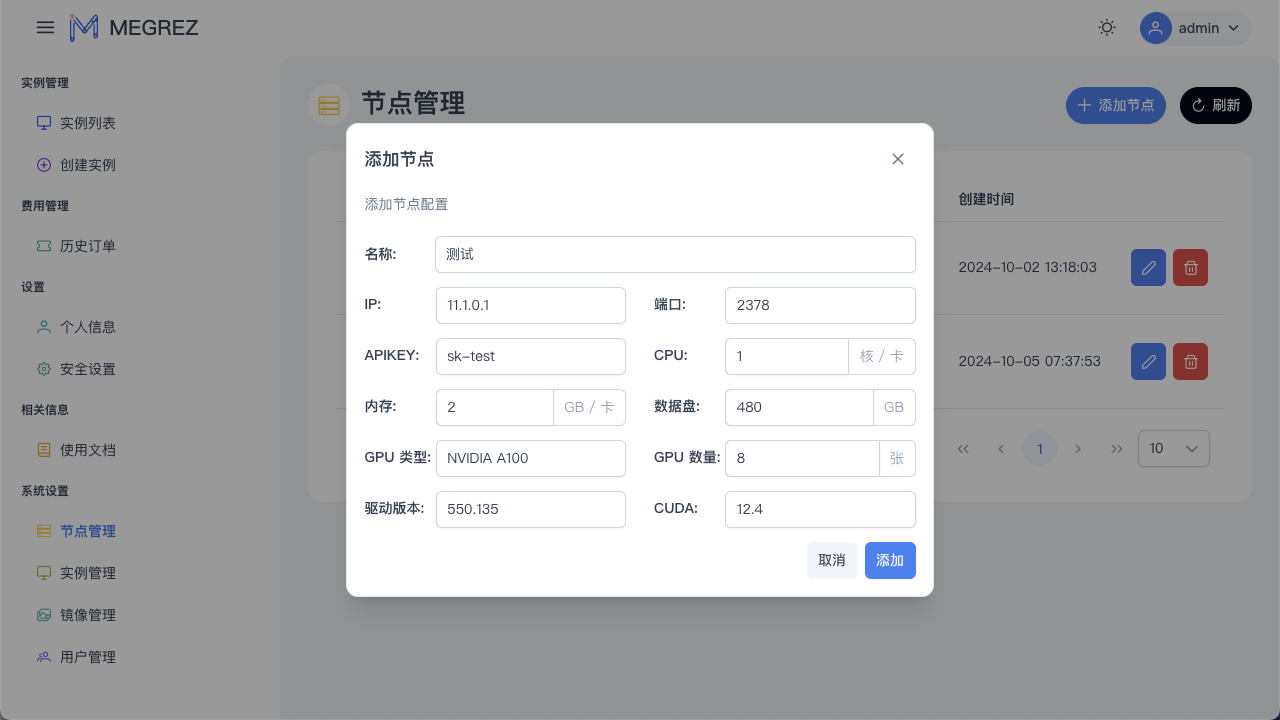 MEGREZ
admin
实例管理
实例列表
创建实例
费用管理
历史订单
设置
个人信息
安全设置
相关信息
使用文档
系统设置
节点管理
实例管理
镜像管理
用户管理
节点管理
添加节点
刷新
创建时间
2024-10-02 13:18:03
2024-10-05 07:37:53
1
10
添加节点
添加节点配置
名称: 测试
IP: 11.1.0.1 端口: 2378
APIKEY: sk-test CPU: 1 核 / 卡
内存: 2 GB / 卡 数据盘: 480 GB
GPU 类型: NVIDIA A100 GPU 数量: 8 张
驱动版本: 550.135 CUDA: 12.4
取消 添加